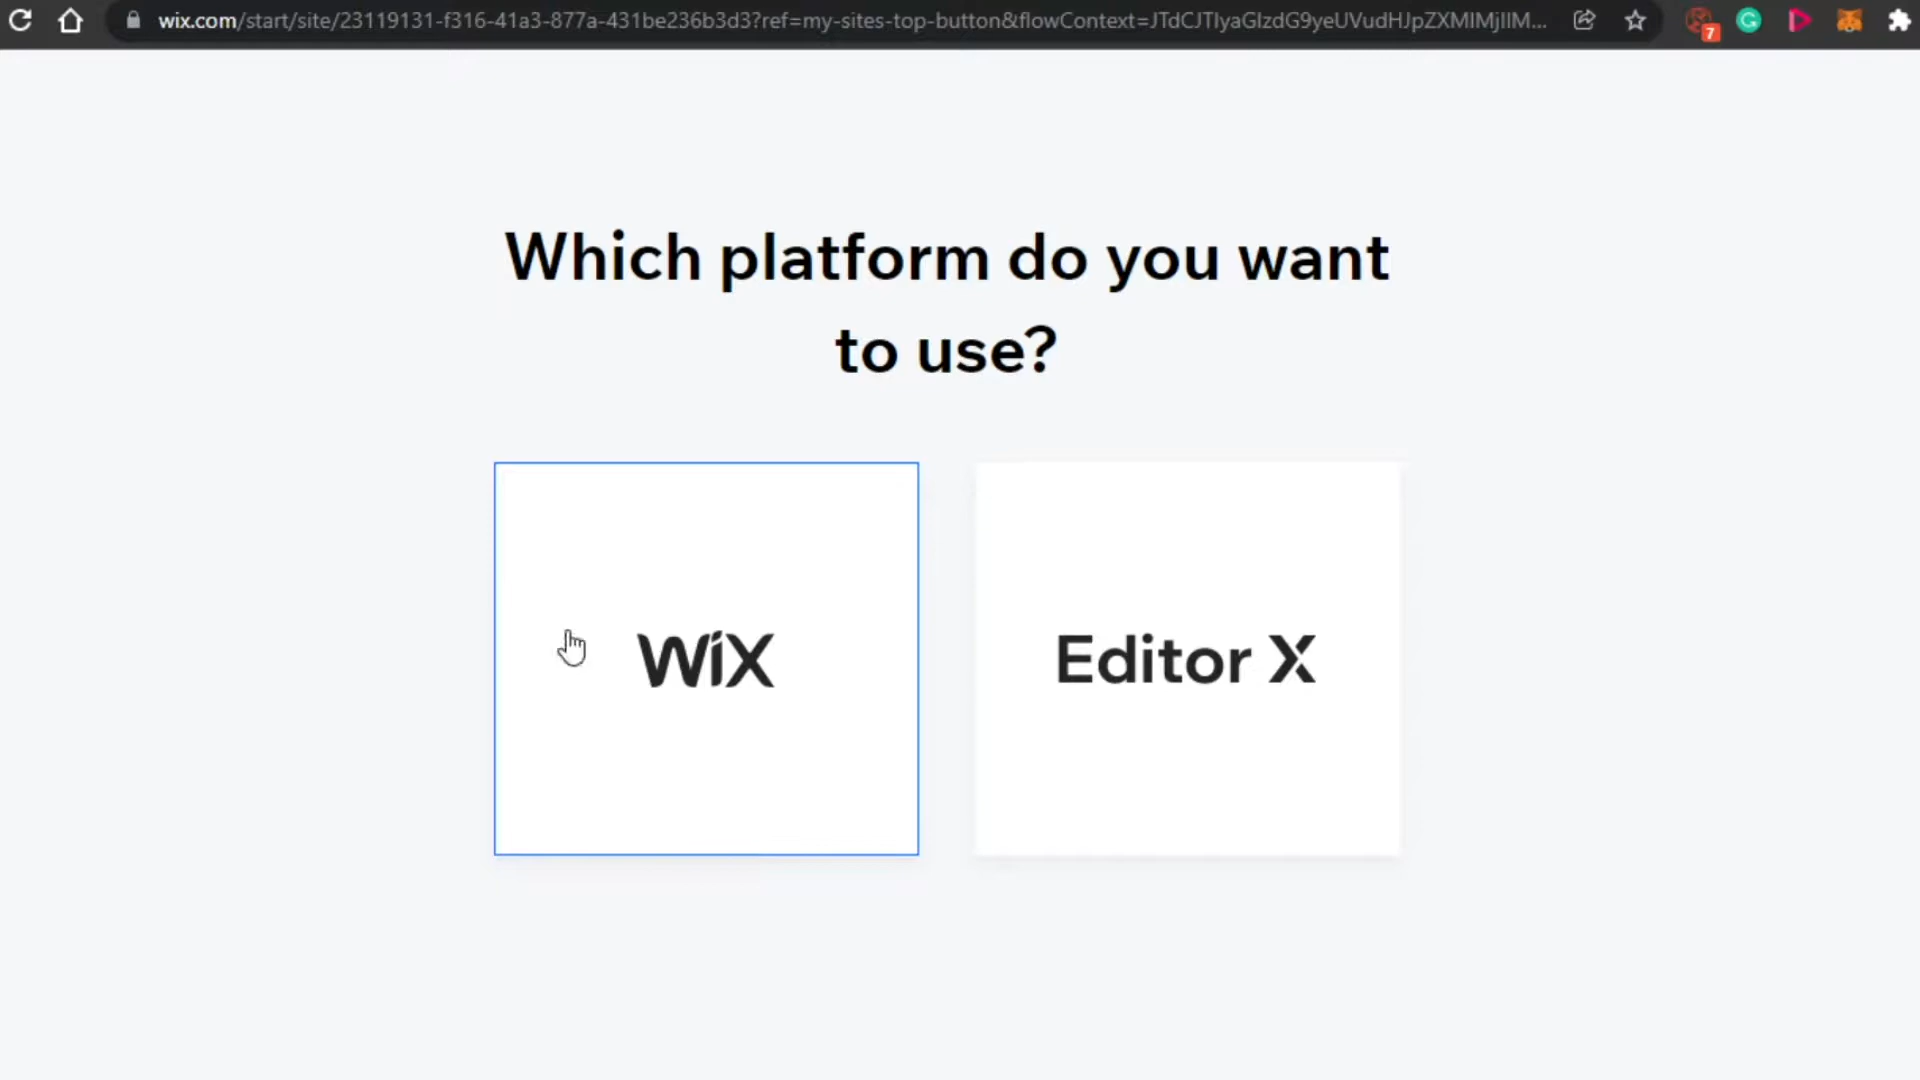 wix.com/start/site/23119131-f316-41a3-877a-431be236b3d3?ref=my-sites-top-button&flowContext=JTdCJTIyaGlzdG9yeUVudHJpZXMlMjIlM...
7
Which platform do you want
to use?
WiX
Editor X